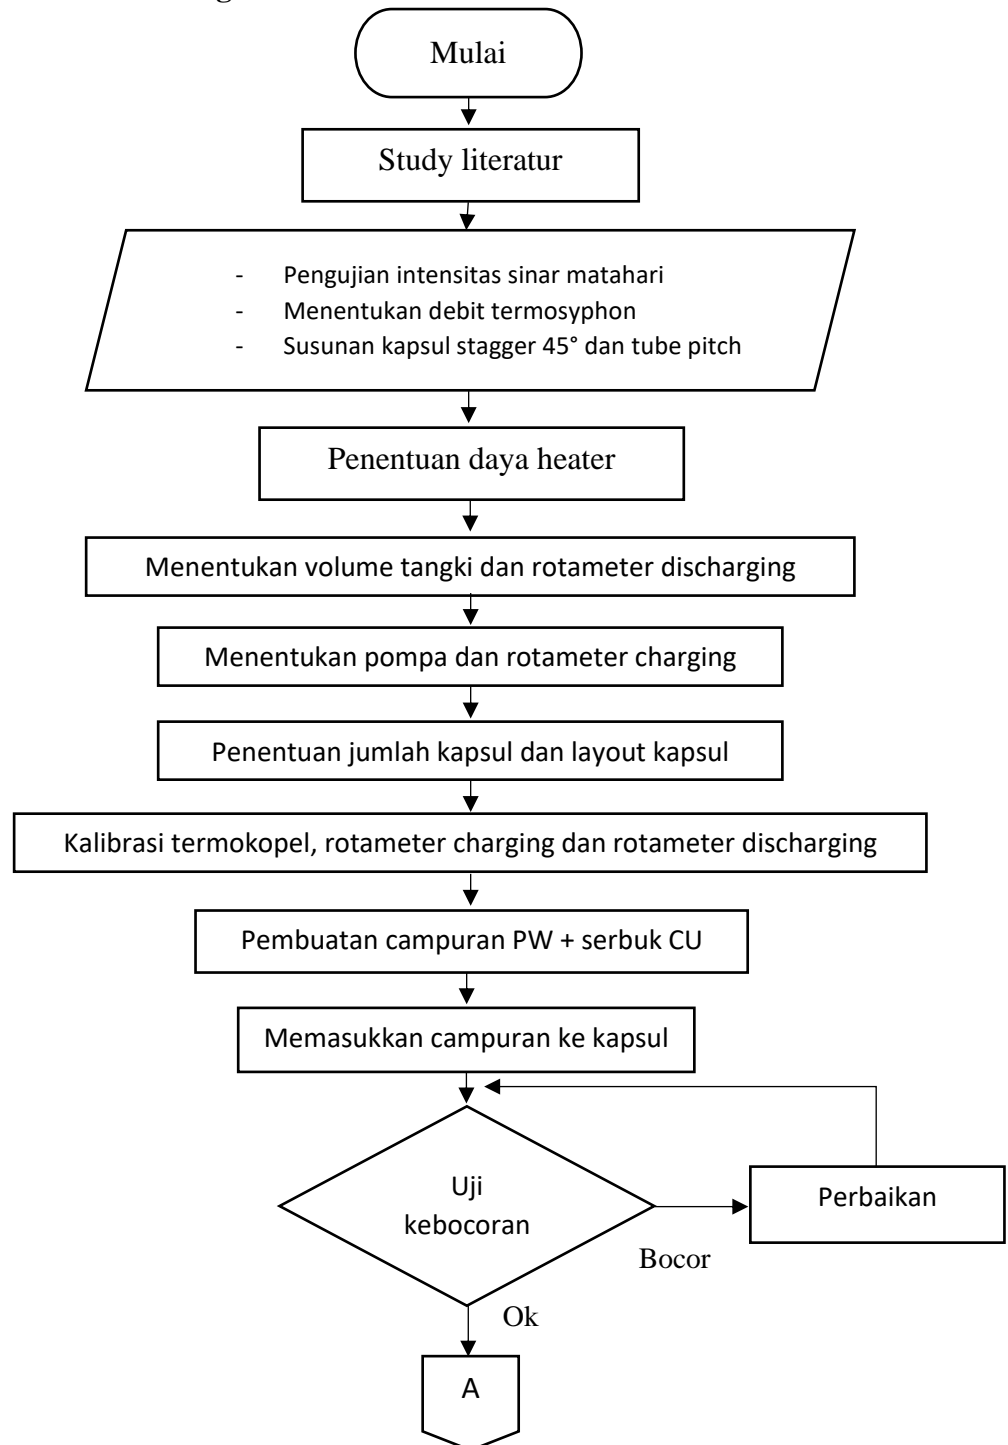 Mulai
Study literatur
- Pengujian intensitas sinar matahari
- Menentukan debit termosyphon
- Susunan kapsul stagger 45° dan tube pitch
Penentuan daya heater
Menentukan volume tangki dan rotameter discharging
Menentukan pompa dan rotameter charging
Penentuan jumlah kapsul dan layout kapsul
Kalibrasi termokopel, rotameter charging dan rotameter discharging
Pembuatan campuran PW + serbuk CU
Memasukkan campuran ke kapsul
Uji
kebocoran
Perbaikan
Bocor
Ok
A